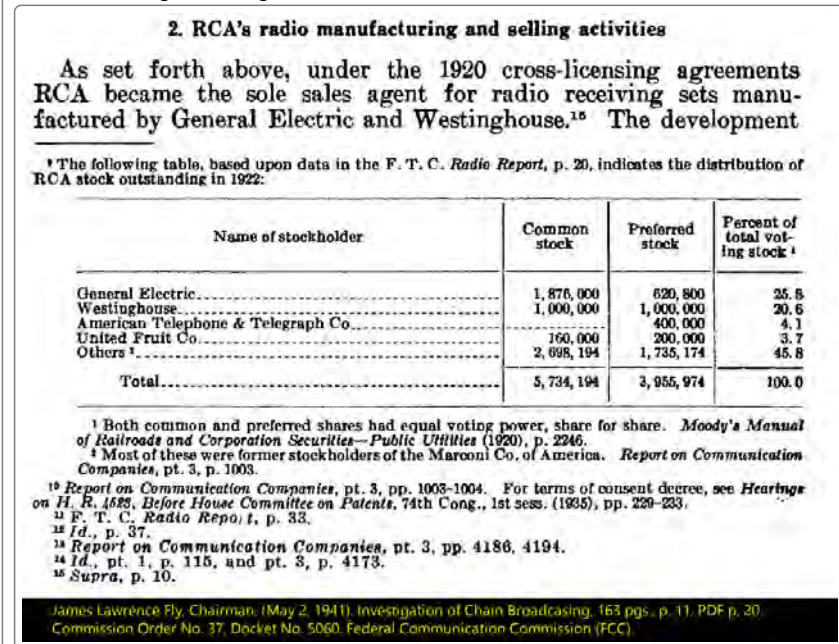 2. RCA's radio manufacturing and selling activities
As set forth above, under the 1920 cross-licensing agreements
RCA became the sole sales agent for radio receiving sets manu-
factured by General Electric and Westinghouse.¹⁵ The development
⁹ The following table, based upon data in the F. T. C. Radio Report, p. 20, indicates the distribution of
RCA stock outstanding in 1922:
Name of stockholder Common stock Preferred stock Percent of total vot-ing stock ¹
General Electric 1,876,000 620,800 25.8
Westinghouse 1,000,000 1,000,000 20.6
American Telephone & Telegraph Co. 400,000 4.1
United Fruit Co. 160,000 200,000 3.7
Others ² 2,698,194 1,735,174 45.8
Total 5,734,194 3,955,974 100.0
¹ Both common and preferred shares had equal voting power, share for share. Moody's Manual
of Railroads and Corporation Securities—Public Utilities (1920), p. 2246.
² Most of these were former stockholders of the Marconi Co. of America. Report on Communication
Companies, pt. 3, p. 1003.
¹⁰ Report on Communication Companies, pt. 3, pp. 1003-1004. For terms of consent decree, see Hearings
on H. R. 4523, Before House Committee on Patents, 74th Cong., 1st sess. (1935), pp. 229-233.
¹¹ F. T. C. Radio Report, p. 33.
¹² Id., p. 37.
¹³ Report on Communication Companies, pt. 3, pp. 4186, 4194.
¹⁴ Id., pt. 1, p. 115, and pt. 3, p. 4173.
¹⁵ Supra, p. 10.
James Lawrence Fly, Chairman. (May 2, 1941). Investigation of Chain Broadcasing, 163 pgs., p. 11, PDF p. 20.
Commission Order No. 37, Docket No. 5060. Federal Communication Commission (FCC).